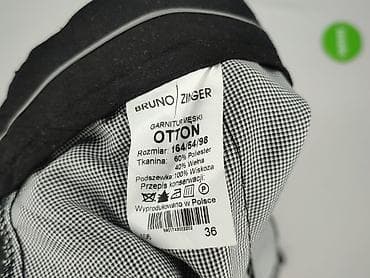 BRUNO ZINGER
GARNITUR MĘSKI
OTTON
Rozmiar: 164/54/98
Tkanina: 60% Poliester
40% Wełna
Podszewka: 100% Wiskoza
Przepis konserwacji:
Wyprodukowano w Polsce
36